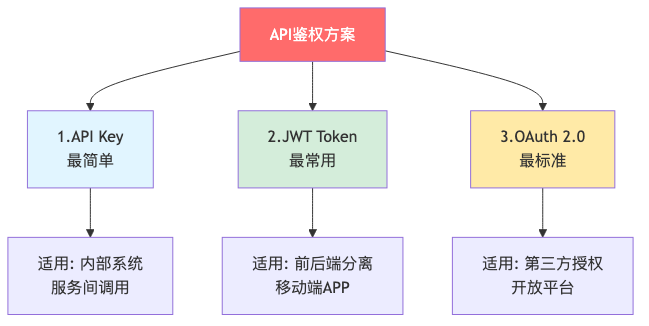 API鉴权方案
1.API Key
最简单
2.JWT Token
最常用
3.OAuth 2.0
最标准
适用: 内部系统
服务间调用
适用: 前后端分离
移动端APP
适用: 第三方授权
开放平台